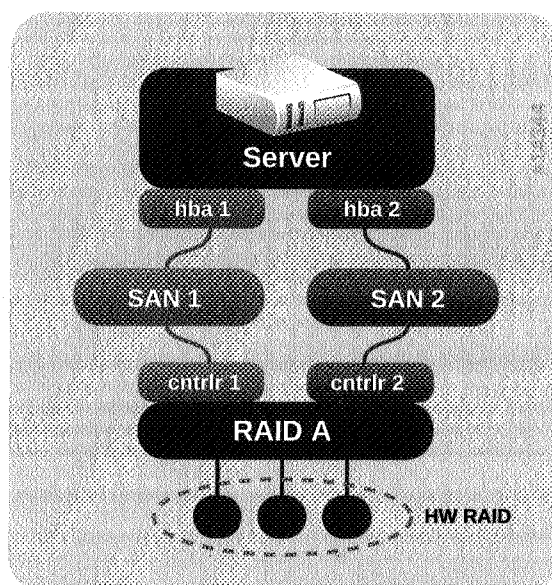 Server
hba 1
hba 2
SAN 1
SAN 2
cntrlr 1
cntrlr 2
RAID A
HW RAID